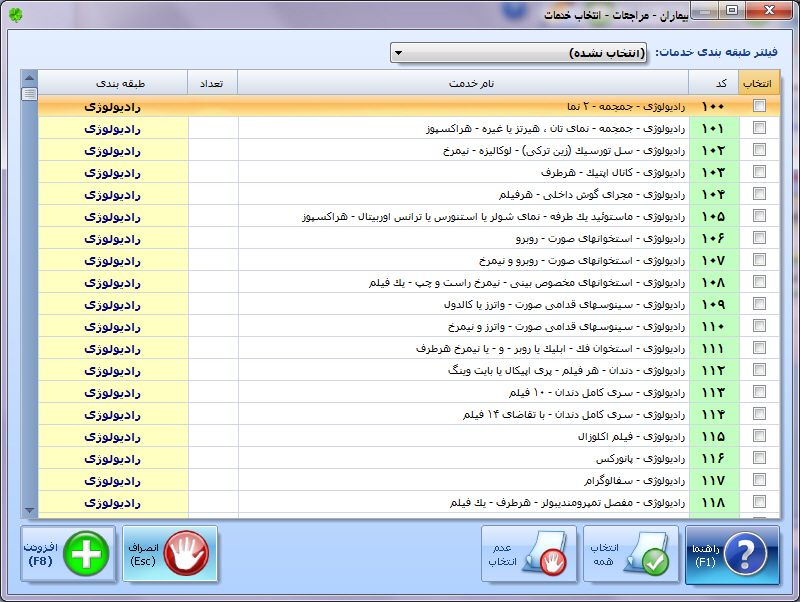 بیماران - مراجعات - انتخاب خدمات
فیلتر طبقه بندی خدمات: (انتخاب نشده)
انتخاب کد نام خدمت تعداد طبقه بندی
۱۰۰ رادیولوژی - جمجمه - ۲ نما رادیولوژی
۱۰۱ رادیولوژی - جمجمه - نمای تان ، هیرتز یا غیره - هراکسپوز رادیولوژی
۱۰۲ رادیولوژی - سل تورسیك (زین ترکی) - لوکالیزه - نیمرخ رادیولوژی
۱۰۳ رادیولوژی - کانال اپتیك - هرطرف رادیولوژی
۱۰۴ رادیولوژی - مجرای گوش داخلی - هرفیلم رادیولوژی
۱۰۵ رادیولوژی - ماستوئید یك طرفه - نمای شولر یا استنورس یا ترانس اوربیتال - هراکسپوز رادیولوژی
۱۰۶ رادیولوژی - استخوانهای صورت - روبرو رادیولوژی
۱۰۷ رادیولوژی - استخوانهای صورت - روبرو و نیمرخ رادیولوژی
۱۰۸ رادیولوژی - استخوانهای مخصوص بینی - نیمرخ راست و چپ - یك فیلم رادیولوژی
۱۰۹ رادیولوژی - سینوسهای قدامی صورت - واترز یا کالدول رادیولوژی
۱۱۰ رادیولوژی - سینوسهای قدامی صورت - واترز و نیمرخ رادیولوژی
۱۱۱ رادیولوژی - استخوان فك - ابلیك یا روبر - و - یا نیمرخ هرطرف رادیولوژی
۱۱۲ رادیولوژی - دندان - هر فیلم - پری اپیکال یا بایت وینگ رادیولوژی
۱۱۳ رادیولوژی - سری کامل دندان - ۱۰ فیلم رادیولوژی
۱۱۴ رادیولوژی - سری کامل دندان - با تقاضای ۱۴ فیلم رادیولوژی
۱۱۵ رادیولوژی - فیلم اکلوزال رادیولوژی
۱۱۶ رادیولوژی - پانورکس رادیولوژی
۱۱۷ رادیولوژی - سفالوگرام رادیولوژی
۱۱۸ رادیولوژی - مفصل تمپرومندیبولر - هرطرف - یك فیلم رادیولوژی
راهنما
(F1)
انتخاب
همه
عدم
انتخاب
انصراف
(Esc)
افزودن
(F8)